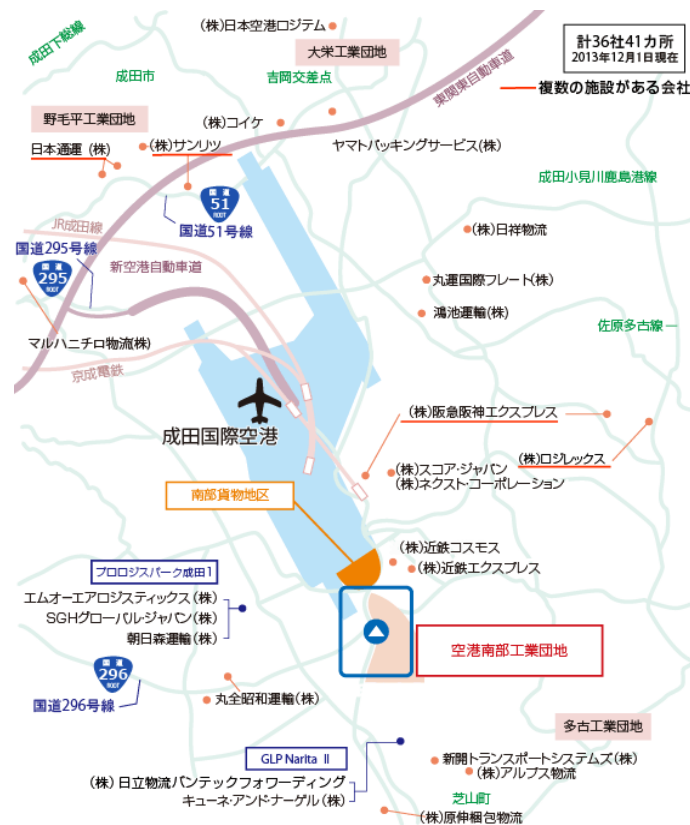 成田下総線
(株)日本空港ロジテム
計36社41カ所
2013年12月1日現在
大栄工業団地
成田市
吉岡交差点
東関東自動車道
複数の施設がある会社
野毛平工業団地
(株)コイケ
日本通運 (株)
(株)サンリツ
ヤマトパッキングサービス(株)
成田小見川鹿島港線
国道
51
ROOT
JR成田線
国道51号線
(株)日祥物流
国道295号線
新空港自動車道
国道
295
ROOT
丸運国際フレート(株)
鴻池運輸(株)
佐原多古線
マルハニチロ物流(株)
京成電鉄
(株)阪急阪神エクスプレス
成田国際空港
(株)ロジレックス
(株)スコア・ジャパン
(株)ネクスト・コーポレーション
南部貨物地区
(株)近鉄コスモス
(株)近鉄エクスプレス
プロロジスパーク成田1
エムオーエアロジスティックス(株)
SGHグローバル・ジャパン(株)
朝日森運輸(株)
空港南部工業団地
国道
296
ROOT
国道296号線
丸全昭和運輸(株)
多古工業団地
GLP Narita Ⅱ
新開トランスポートシステムズ(株)
(株)アルプス物流
(株)日立物流バンテックフォワーディング
キューネ・アンド・ナーゲル(株)
芝山町
(株)原伸梱包物流